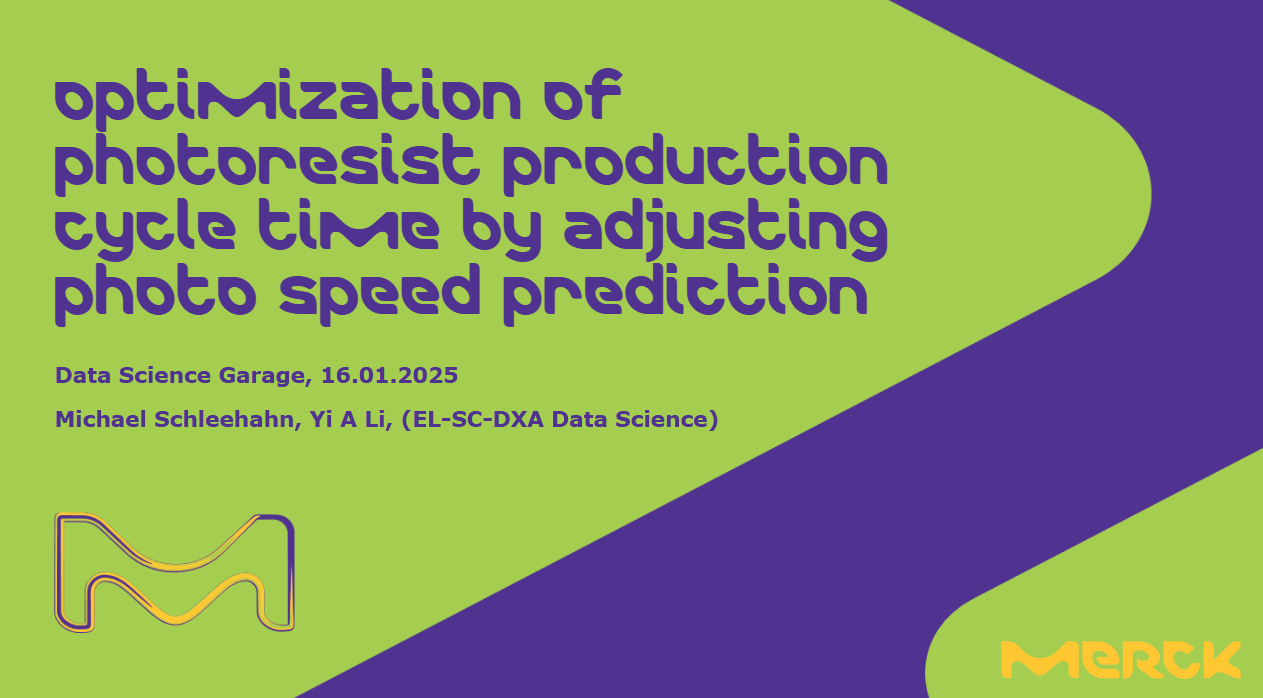 optimization of
photoresist production
cycle time by adjusting
photo speed prediction
Data Science Garage, 16.01.2025
Michael Schleehahn, Yi A Li, (EL-SC-DXA Data Science)
M
MERCK